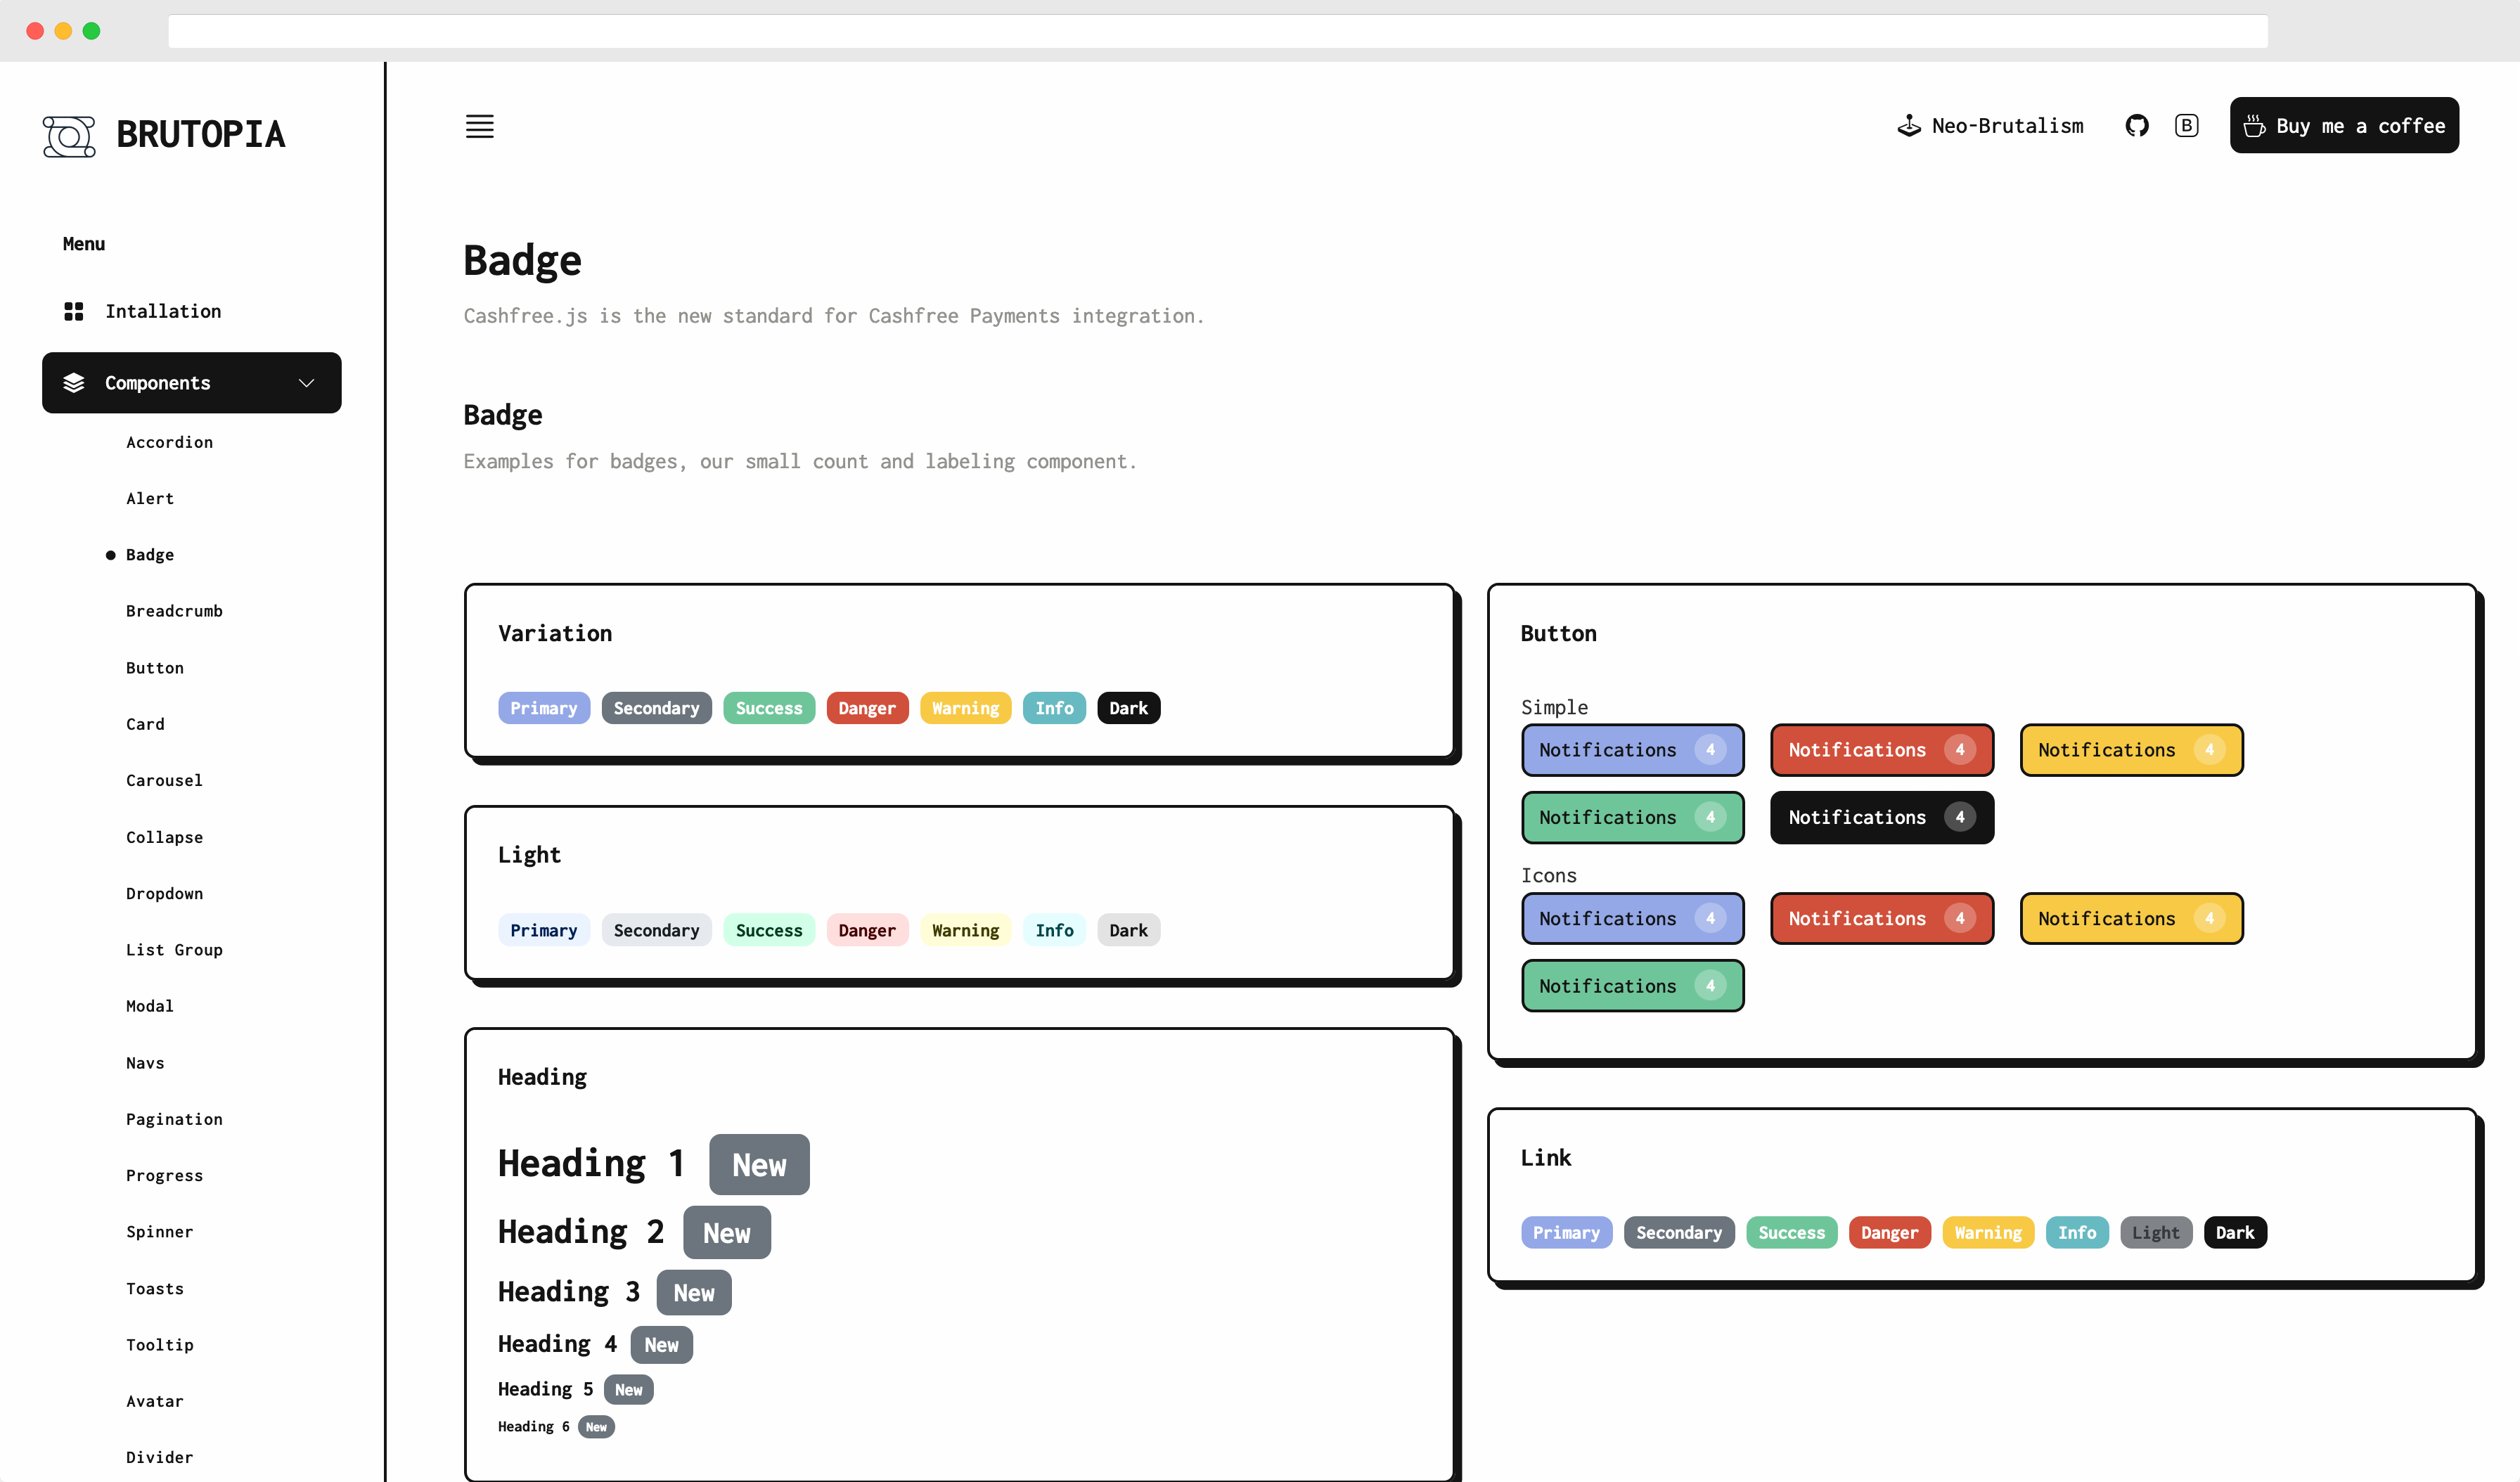 BRUTOPIA
Menu
Intallation
Components
Accordion
Alert
Badge
Breadcrumb
Button
Card
Carousel
Collapse
Dropdown
List Group
Modal
Navs
Pagination
Progress
Spinner
Toasts
Tooltip
Avatar
Divider
Neo-Brutalism
B
Buy me a coffee
Badge
Cashfree.js is the new standard for Cashfree Payments integration.
Badge
Examples for badges, our small count and labeling component.
Variation
Primary Secondary Success Danger Warning Info Dark
Light
Primary Secondary Success Danger Warning Info Dark
Heading
Heading 1 New
Heading 2 New
Heading 3 New
Heading 4 New
Heading 5 New
Heading 6 New
Button
Simple
Notifications 4 Notifications 4 Notifications 4
Notifications 4 Notifications 4
Icons
Notifications 4 Notifications 4 Notifications 4
Notifications 4
Link
Primary Secondary Success Danger Warning Info Light Dark